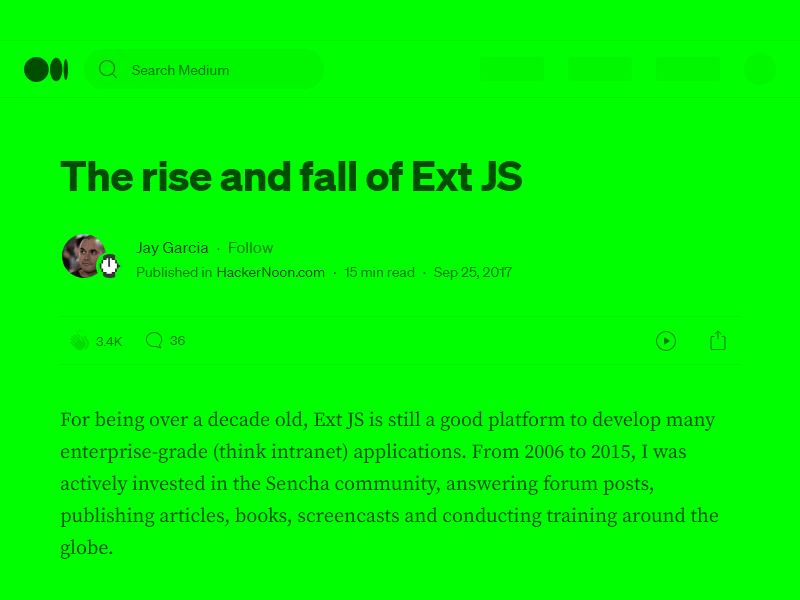 Search Medium
The rise and fall of Ext JS
Jay Garcia · Follow
Published in HackerNoon.com · 15 min read · Sep 25, 2017
3.4K 36
For being over a decade old, Ext JS is still a good platform to develop many
enterprise-grade (think intranet) applications. From 2006 to 2015, I was
actively invested in the Sencha community, answering forum posts,
publishing articles, books, screencasts and conducting training around the
globe.